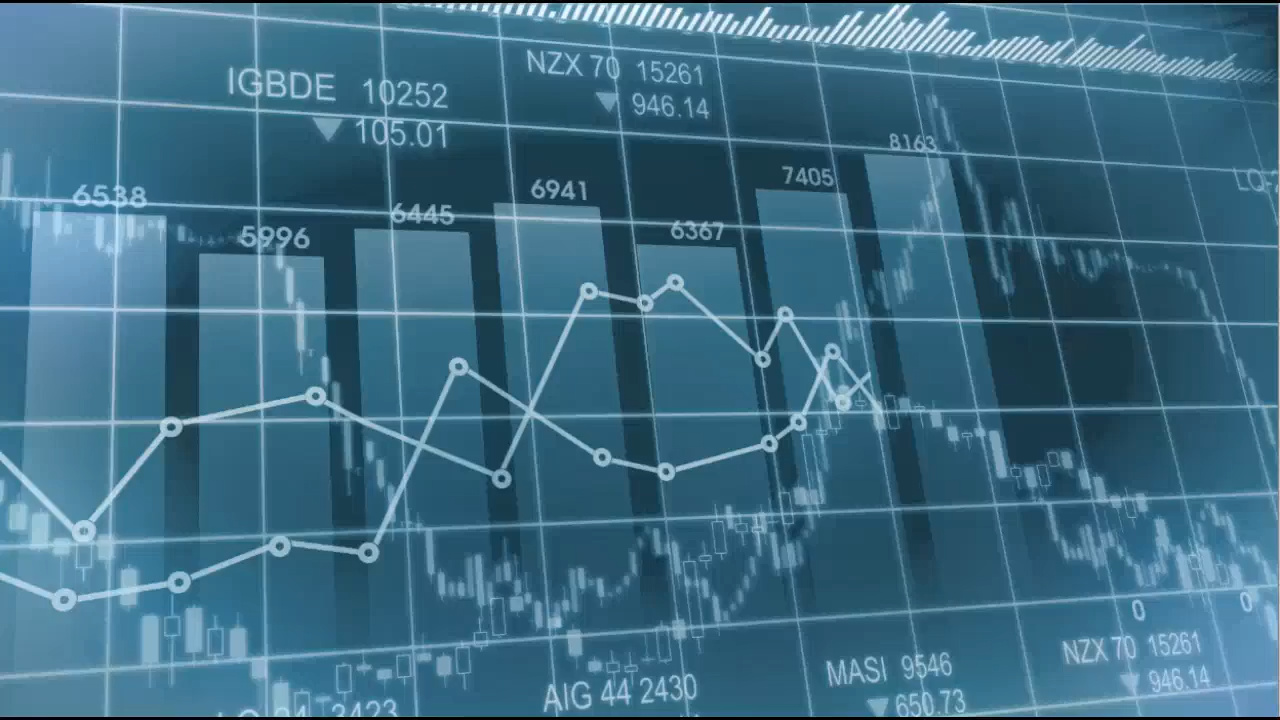 IGBDE 10252
▼ 105.01
NZX 70 15261
▼ 946.14
6538
5996
6445
6941
6367
7405
8163
0
0
NZX 70 15261
▼ 946.14
MASI 9546
▼ 650.73
AIG 44 2430
3423